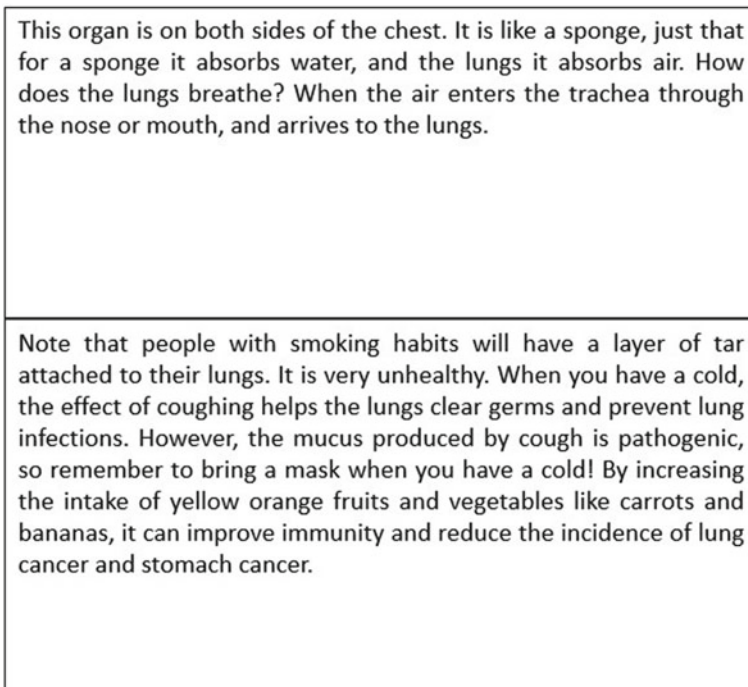 This organ is on both sides of the chest. It is like a sponge, just that
for a sponge it absorbs water, and the lungs it absorbs air. How
does the lungs breathe? When the air enters the trachea through
the nose or mouth, and arrives to the lungs.
Note that people with smoking habits will have a layer of tar
attached to their lungs. It is very unhealthy. When you have a cold,
the effect of coughing helps the lungs clear germs and prevent lung
infections. However, the mucus produced by cough is pathogenic,
so remember to bring a mask when you have a cold! By increasing
the intake of yellow orange fruits and vegetables like carrots and
bananas, it can improve immunity and reduce the incidence of lung
cancer and stomach cancer.